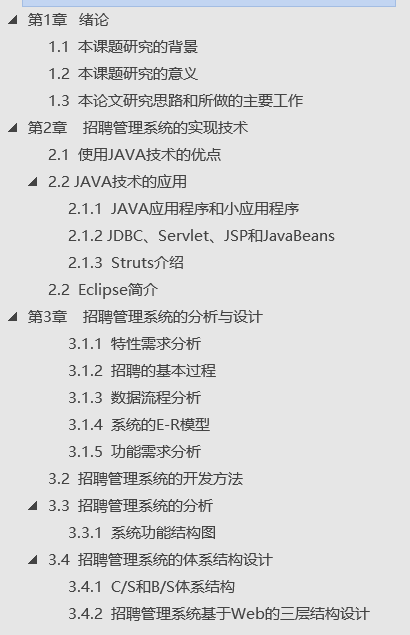 第1章 绪论
1.1 本课题研究的背景
1.2 本课题研究的意义
1.3 本论文研究思路和所做的主要工作
第2章 招聘管理系统的实现技术
2.1 使用JAVA技术的优点
2.2 JAVA技术的应用
2.1.1 JAVA应用程序和小应用程序
2.1.2 JDBC、Servlet、JSP和JavaBeans
2.1.3 Struts介绍
2.2 Eclipse简介
第3章 招聘管理系统的分析与设计
3.1.1 特性需求分析
3.1.2 招聘的基本过程
3.1.3 数据流程分析
3.1.4 系统的E-R模型
3.1.5 功能需求分析
3.2 招聘管理系统的开发方法
3.3 招聘管理系统的分析
3.3.1 系统功能结构图
3.4 招聘管理系统的体系结构设计
3.4.1 C/S和B/S体系结构
3.4.2 招聘管理系统基于Web的三层结构设计